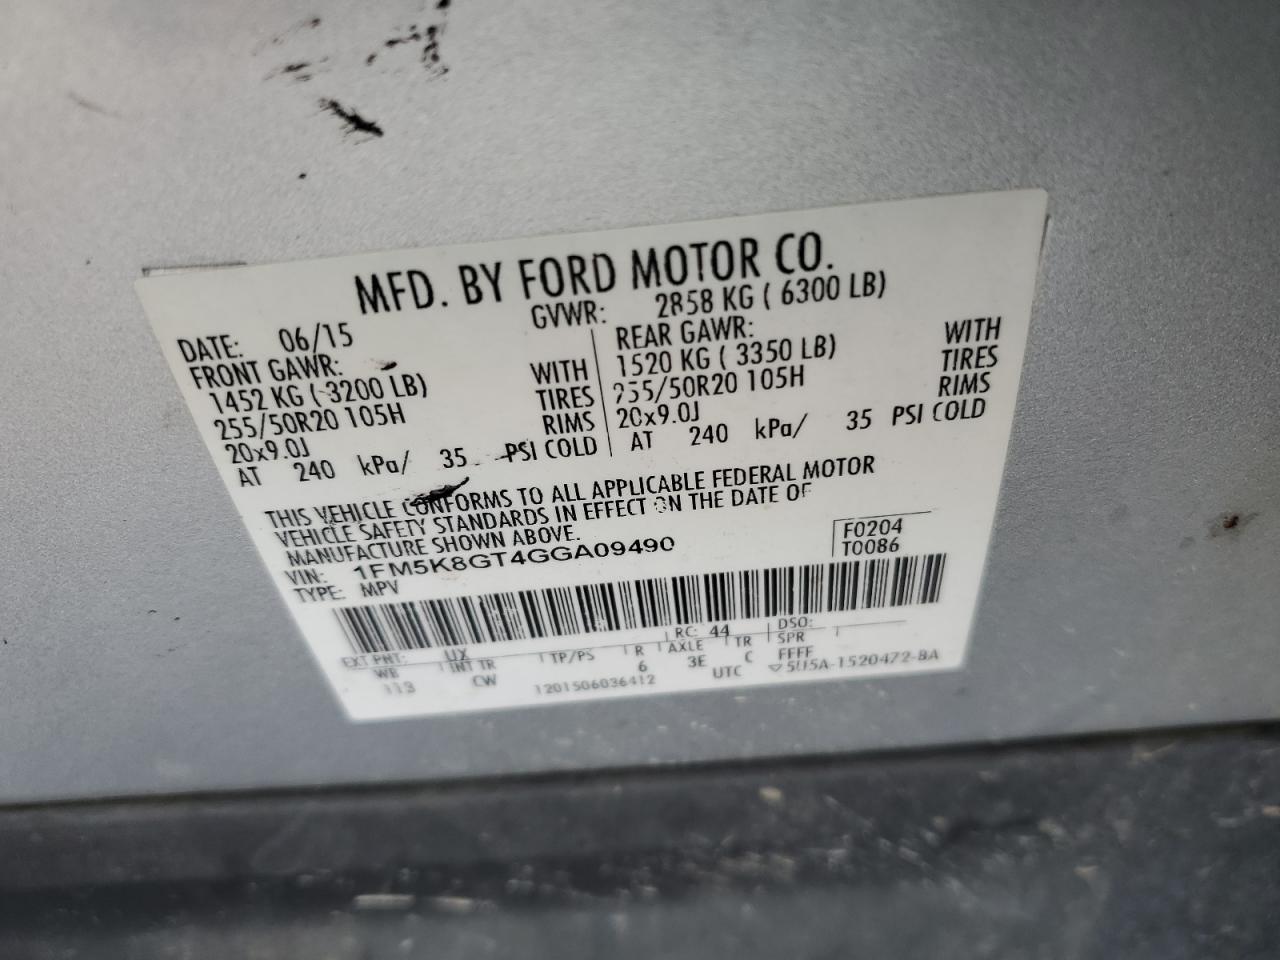 MFD. BY FORD MOTOR CO.
DATE: 06/15 GVWR: 2858 KG ( 6300 LB)
FRONT GAWR: REAR GAWR:
1452 KG ( 3200 LB) WITH 1520 KG ( 3350 LB) WITH
255/50R20 105H TIRES 255/50R20 105H TIRES
20x9.0J RIMS 20x9.0J RIMS
AT 240 kPa/ 35 PSI COLD AT 240 kPa/ 35 PSI COLD
THIS VEHICLE CONFORMS TO ALL APPLICABLE FEDERAL MOTOR
VEHICLE SAFETY STANDARDS IN EFFECT ON THE DATE OF
MANUFACTURE SHOWN ABOVE.
VIN: 1FM5K8GT4GGA09490 F0204
TYPE: MPV T0086
EXT PNT: UX RC: 44 DSO:
WB INT TR TP/PS R AXLE TR SPR
113 CW 6 3E C FFFF
1201506036412 UTC ▽5U5A-1520472-BA